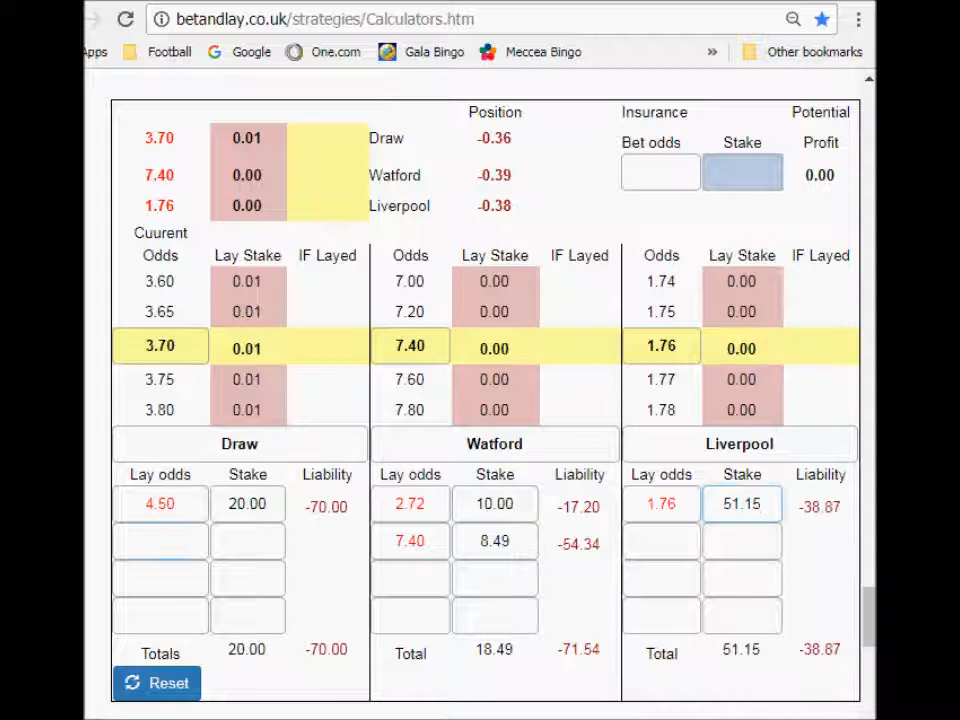 betandlay.co.uk/strategies/Calculators.htm
Apps Football Google One.com Gala Bingo Meccea Bingo » Other bookmarks
Position Insurance Potential
3.70 0.01 Draw -0.36 Bet odds Stake Profit
7.40 0.00 Watford -0.39 0.00
1.76 0.00 Liverpool -0.38
Cuurent
Odds Lay Stake IF Layed Odds Lay Stake IF Layed Odds Lay Stake IF Layed
3.60 0.01 7.00 0.00 1.74 0.00
3.65 0.01 7.20 0.00 1.75 0.00
3.70 0.01 7.40 0.00 1.76 0.00
3.75 0.01 7.60 0.00 1.77 0.00
3.80 0.01 7.80 0.00 1.78 0.00
Draw Watford Liverpool
Lay odds Stake Liability Lay odds Stake Liability Lay odds Stake Liability
4.50 20.00 -70.00 2.72 10.00 -17.20 1.76 51.15 -38.87
7.40 8.49 -54.34
Totals 20.00 -70.00 Total 18.49 -71.54 Total 51.15 -38.87
Reset